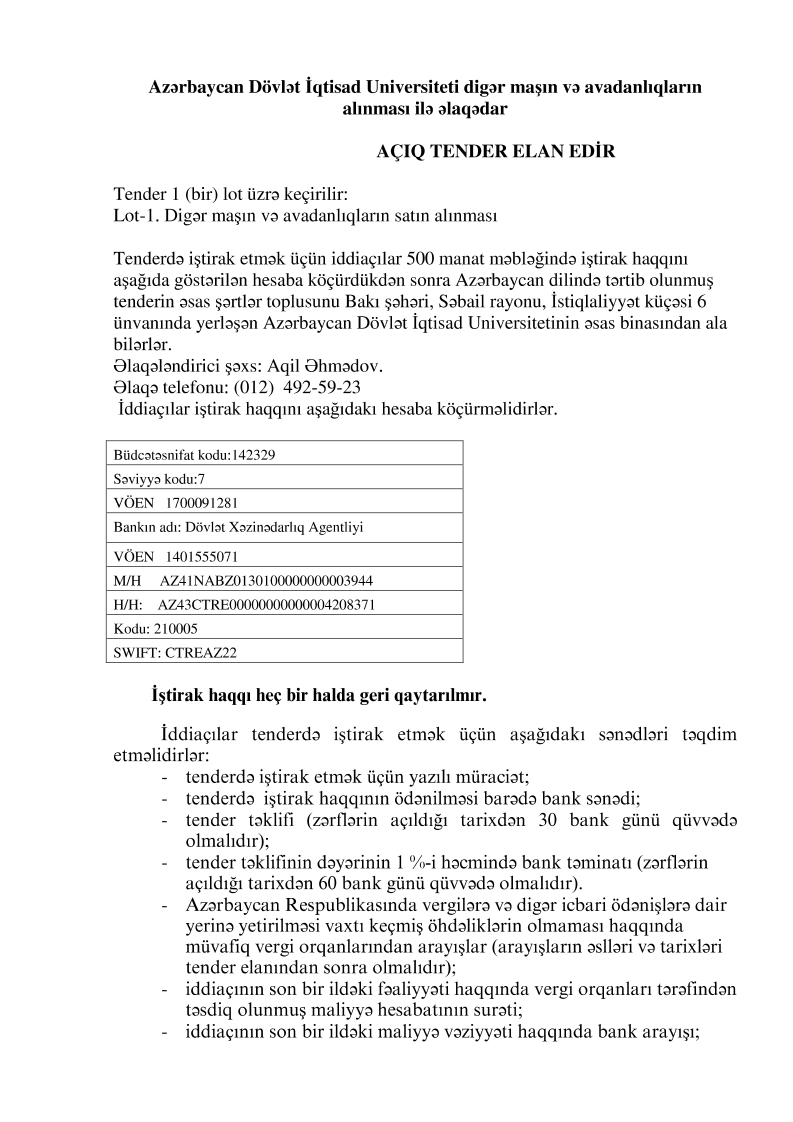 Azərbaycan Dövlət İqtisad Universiteti digər maşın və avadanlıqların
alınması ilə əlaqədar
AÇIQ TENDER ELAN EDİR
Tender 1 (bir) lot üzrə keçirilir:
Lot-1. Digər maşın və avadanlıqların satın alınması
Tenderdə iştirak etmək üçün iddiaçılar 500 manat məbləğində iştirak haqqını
aşağıda göstərilən hesaba köçürdükdən sonra Azərbaycan dilində tərtib olunmuş
tenderin əsas şərtlər toplusunu Bakı şəhəri, Səbail rayonu, İstiqlaliyyət küçəsi 6
ünvanında yerləşən Azərbaycan Dövlət İqtisad Universitetinin əsas binasından ala
bilərlər.
Əlaqələndirici şəxs: Aqil Əhmədov.
Əlaqə telefonu: (012)  492-59-23
İddiaçılar iştirak haqqını aşağıdakı hesaba köçürməlidirlər.
Büdcətəsnifat kodu:142329
Səviyyə kodu:7
VÖEN   1700091281
Bankın adı: Dövlət Xəzinədarlıq Agentliyi
VÖEN   1401555071
M/H     AZ41NABZ0130100000000003944
H/H:    AZ43CTRE00000000000004208371
Kodu: 210005
SWIFT: CTREAZ22
İştirak haqqı heç bir halda geri qaytarılmır.
İddiaçılar tenderdə iştirak etmək üçün aşağıdakı sənədləri təqdim
etməlidirlər:
- tenderdə iştirak etmək üçün yazılı müraciət;
- tenderdə  iştirak haqqının ödənilməsi barədə bank sənədi;
- tender təklifi (zərflərin açıldığı tarixdən 30 bank günü qüvvədə
olmalıdır);
- tender təklifinin dəyərinin 1 %-i həcmində bank təminatı (zərflərin
açıldığı tarixdən 60 bank günü qüvvədə olmalıdır).
- Azərbaycan Respublikasında vergilərə və digər icbari ödənişlərə dair
yerinə yetirilməsi vaxtı keçmiş öhdəliklərin olmaması haqqında
müvafiq vergi orqanlarından arayışlar (arayışların əslləri və tarixləri
tender elanından sonra olmalıdır);
- iddiaçının son bir ildəki fəaliyyəti haqqında vergi orqanları tərəfindən
təsdiq olunmuş maliyyə hesabatının surəti;
- iddiaçının son bir ildəki maliyyə vəziyyəti haqqında bank arayışı;